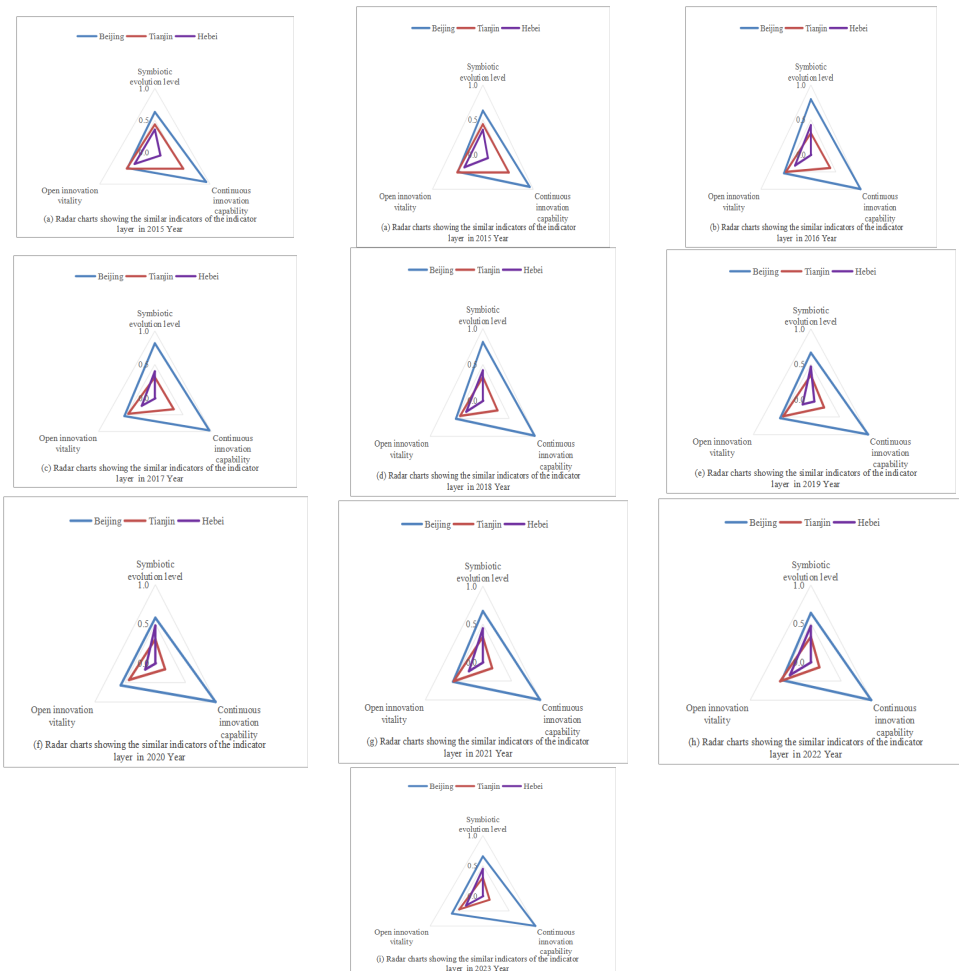 Beijing Tianjin Hebei
Symbiotic
evolution level
1.0
0.5
0
Open innovation
vitality
Continuous
innovation
capability
(a) Radar charts showing the similar indicators of the indicator
layer in 2015 Year
Beijing Tianjin Hebei
Symbiotic
evolution level
1.0
0.5
0
Open innovation
vitality
Continuous
innovation
capability
(a) Radar charts showing the similar indicators of the indicator
layer in 2015 Year
Beijing Tianjin Hebei
Symbiotic
evolution level
1.0
Open innovation
vitality
Continuous
innovation
capability
(b) Radar charts showing the similar indicators of the indicator
layer in 2016 Year
Beijing Tianjin Hebei
Symbiotic
evolution level
1.0
Open innovation
vitality
Continuous
innovation
capability
(c) Radar charts showing the similar indicators of the indicator
layer in 2017 Year
Beijing Tianjin Hebei
Symbiotic
evolution level
1.0
Open innovation
vitality
Continuous
innovation
capability
(d) Radar charts showing the similar indicators of the indicator
layer in 2018 Year
Beijing Tianjin Hebei
Symbiotic
evolution level
1.0
Open innovation
vitality
Continuous
innovation
capability
(e) Radar charts showing the similar indicators of the indicator
layer in 2019 Year
Beijing Tianjin Hebei
Symbiotic
evolution level
1.0
0.5
Open innovation
vitality
Continuous
innovation
capability
(f) Radar charts showing the similar indicators of the indicator
layer in 2020 Year
Beijing Tianjin Hebei
Symbiotic
evolution level
1.0
0.5
Open innovation
vitality
Continuous
innovation
capability
(g) Radar charts showing the similar indicators of the indicator
layer in 2021 Year
Beijing Tianjin Hebei
Symbiotic
evolution level
1.0
0.5
Open innovation
vitality
Continuous
innovation
capability
(h) Radar charts showing the similar indicators of the indicator
layer in 2022 Year
Beijing Tianjin Hebei
Symbiotic
evolution level
1.0
0.5
Open innovation
vitality
Continuous
innovation
capability
(i) Radar charts showing the similar indicators of the indicator
layer in 2023 Year